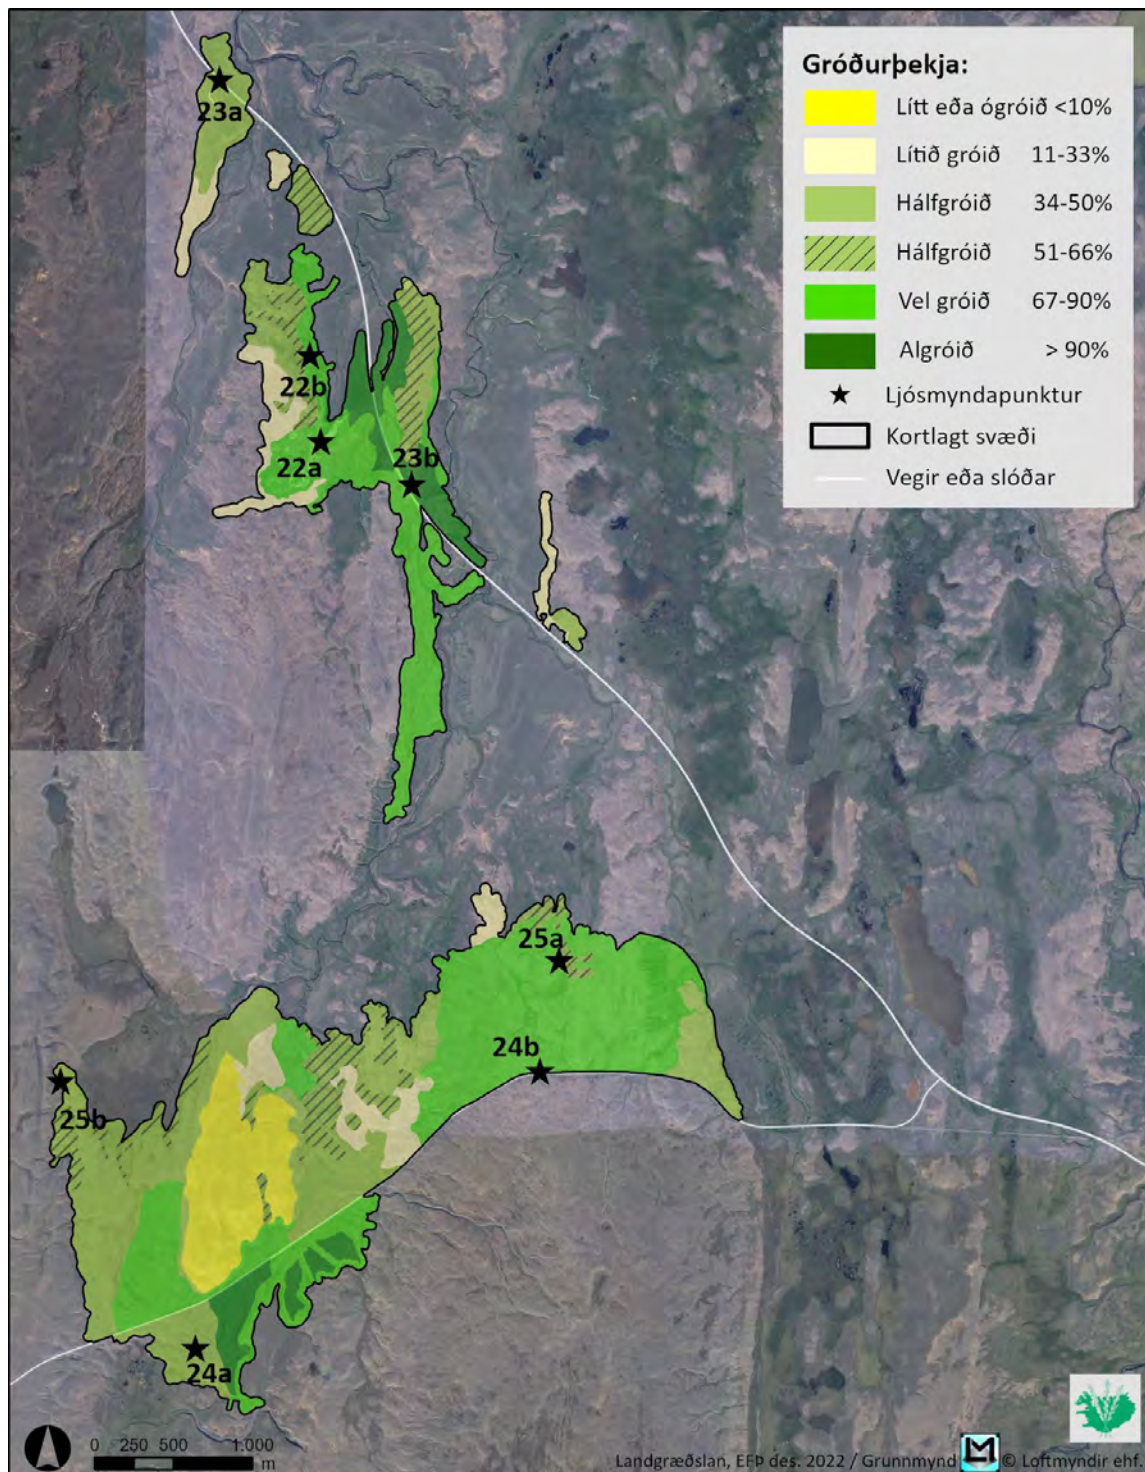 Gróðurþekja:
Lítt eða ógróið <10%
Lítið gróið 11-33%
Hálfgróið 34-50%
Hálfgróið 51-66%
Vel gróið 67-90%
Algróið > 90%
Ljósmyndapunktur
Kortlagt svæði
Vegir eða slóðar
23a
22b
22a
23b
25a
24b
25b
24a
0 250 500 1.000
m
Landgræðslan, EFÞ des. 2022 / Grunnmynd LM © Loftmyndir ehf.